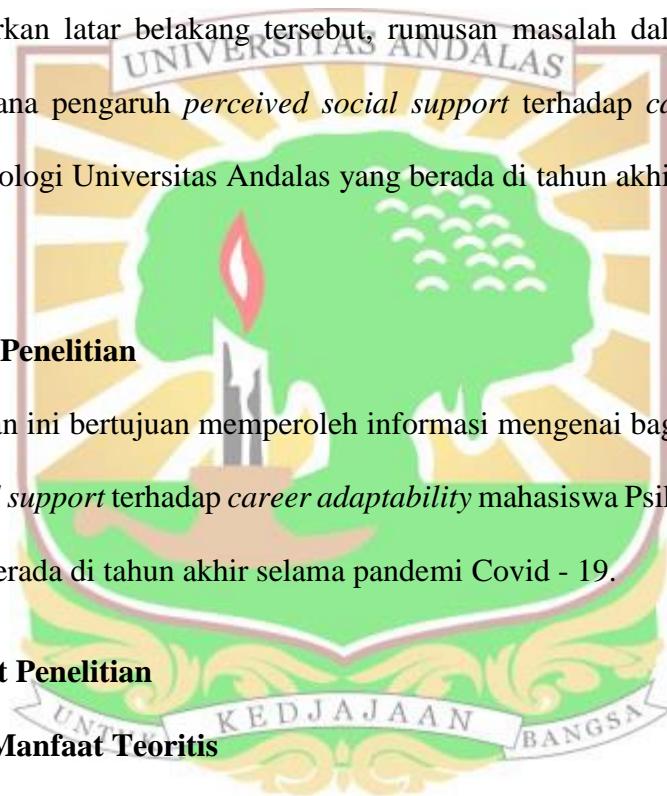 rkan latar belakang tersebut, rumusan masalah dal
UNIVERSITAS ANDALAS
ana pengaruh perceived social support terhadap ca
ologi Universitas Andalas yang berada di tahun akhi
Penelitian
an ini bertujuan memperoleh informasi mengenai bag
l support terhadap career adaptability mahasiswa Psil
erada di tahun akhir selama pandemi Covid - 19.
t Penelitian
UNTUK KEDJAJAAN BANGSA
Manfaat Teoritis